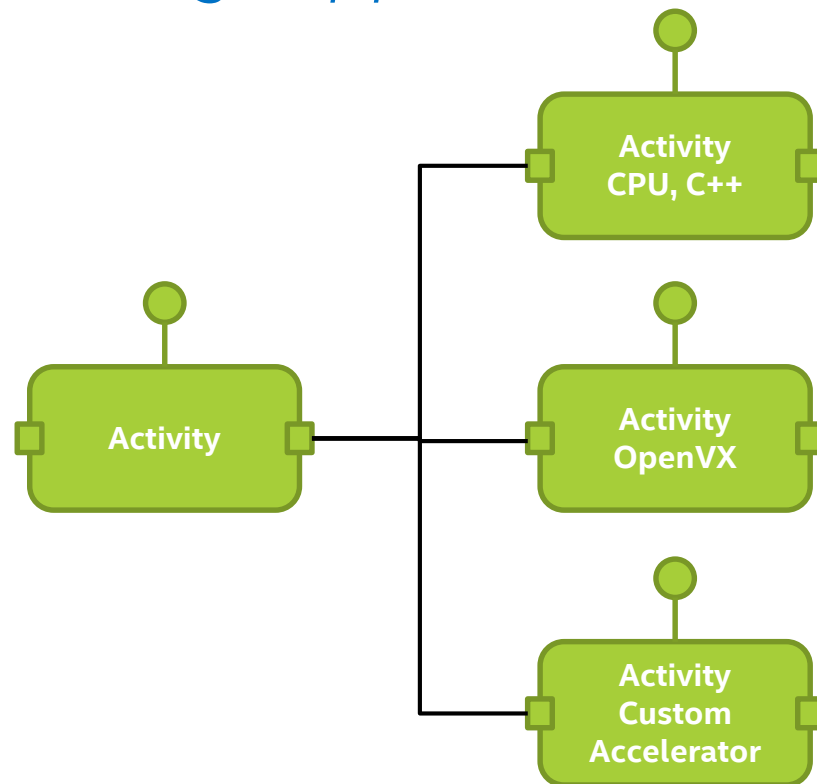 Activity
CPU, C++
Activity
Activity
OpenVX
Activity
Custom
Accelerator